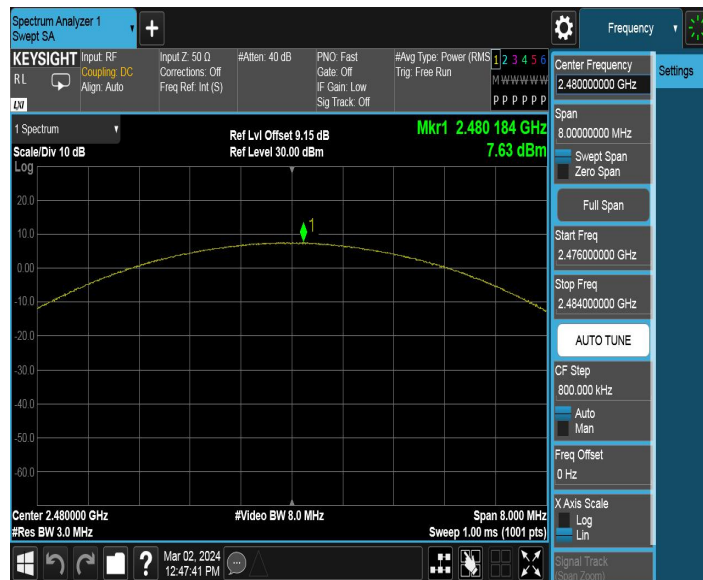 Spectrum Analyzer 1
Swept SA
+
Frequency
KEYSIGHT
RL
LXI
Input: RF
Coupling: DC
Align: Auto
Input Z: 50 Ω
Corrections: Off
Freq Ref: Int (S)
#Atten: 40 dB
PNO: Fast
Gate: Off
IF Gain: Low
Sig Track: Off
#Avg Type: Power (RMS
Trig: Free Run
1 2 3 4 5 6
M W W W W W
P P P P P P
1 Spectrum
Scale/Div 10 dB
Log
Ref Lvl Offset 9.15 dB
Ref Level 30.00 dBm
Mkr1 2.480 184 GHz
7.63 dBm
1
20.0
10.0
0.00
-10.0
-20.0
-30.0
-40.0
-50.0
-60.0
Center 2.480000 GHz
#Res BW 3.0 MHz
#Video BW 8.0 MHz
Span 8.000 MHz
Sweep 1.00 ms (1001 pts)
Center Frequency
2.480000000 GHz
Settings
Span
8.00000000 MHz
Swept Span
Zero Span
Full Span
Start Freq
2.476000000 GHz
Stop Freq
2.484000000 GHz
AUTO TUNE
CF Step
800.000 kHz
Auto
Man
Freq Offset
0 Hz
X Axis Scale
Log
Lin
Signal Track
(Span Zoom)
?
Mar 02, 2024
12:47:41 PM